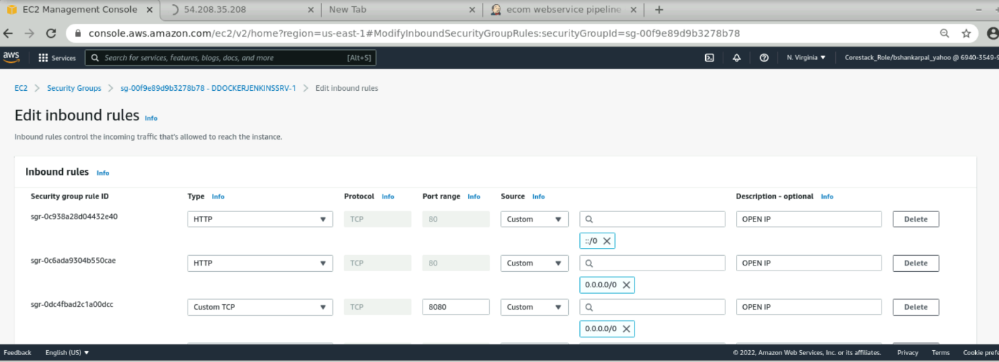 EC2 Management Console
54.208.35.208
New Tab
ecom webservice pipeline
console.aws.amazon.com/ec2/v2/home?region=us-east-1#ModifyInboundSecurityGroupRules:securityGroupId=sg-00f9e89d9b3278b78
aws Services Search for services, features, blogs, docs, and more [Alt+S] N. Virginia Corestack_Role/bshankarpal_yahoo @ 6940-3549-9
EC2 > Security Groups > sg-00f9e89d9b3278b78 - DDOCKERJENKINSSRV-1 > Edit inbound rules
Edit inbound rules Info
Inbound rules control the incoming traffic that's allowed to reach the instance.
Inbound rules Info
Security group rule ID Type Info Protocol Info Port range Info Source Info Description - optional Info
sgr-0c938a28d04432e40 HTTP TCP 80 Custom OPEN IP Delete
::/0
sgr-0c6ada9304b550cae HTTP TCP 80 Custom OPEN IP Delete
0.0.0.0/0
sgr-0dc4fbad2c1a00dcc Custom TCP TCP 8080 Custom OPEN IP Delete
0.0.0.0/0
Feedback English (US) © 2022, Amazon Web Services, Inc. or its affiliates. Privacy Terms Cookie pref